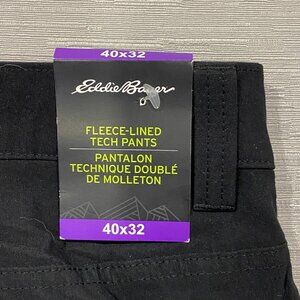 40x32
Eddie Bauer
FLEECE-LINED
TECH PANTS
PANTALON
TECHNIQUE DOUBLÉ
DE MOLLETON
40x32